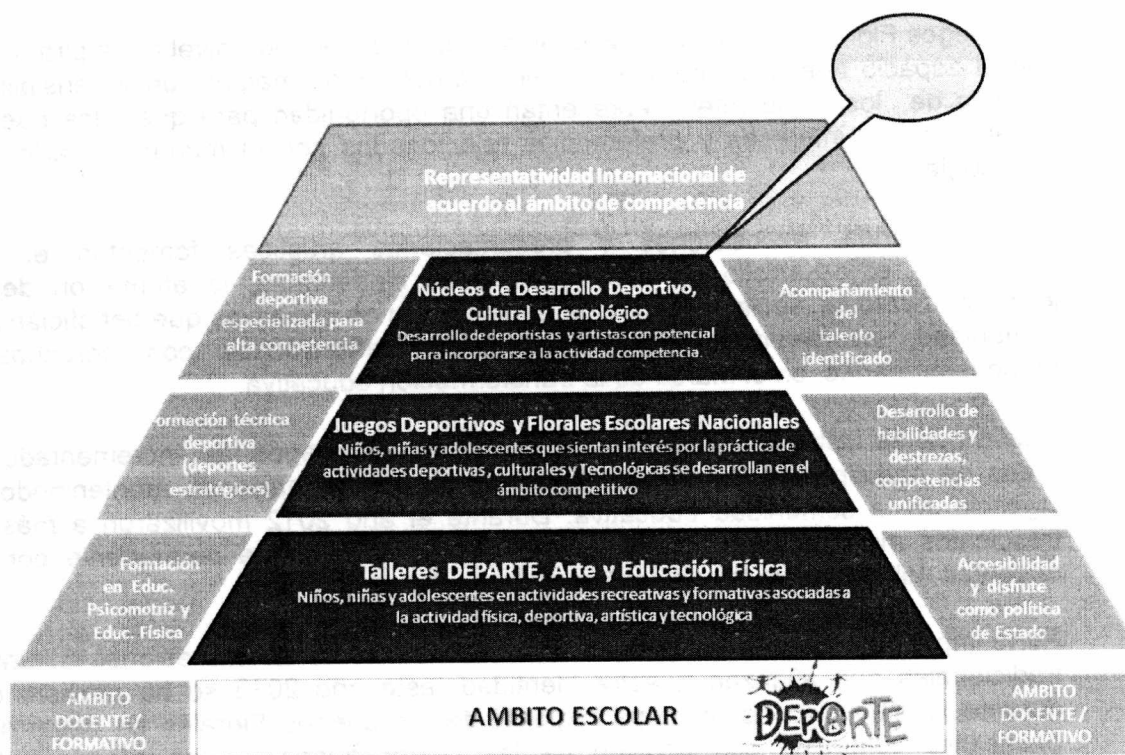 Representatividad Internacional de
acuerdo al ámbito de competencia
Formación
deportiva
especializada para
alta competencia
Núcleos de Desarrollo Deportivo,
Cultural y Tecnológico
Desarrollo de deportistas y artistas con potencial
para incorporarse a la actividad competencia.
Acompañamiento
del
talento
identificado
ormación técnica
deportiva
(deportes
estratégicos)
Juegos Deportivos y Florales Escolares Nacionales
Niños, niñas y adolescentes que sientan interés por la práctica de
actividades deportivas, culturales y Tecnológicas se desarrollan en el
ámbito competitivo
Desarrollo de
habilidades y
destrezas,
competencias
unificadas
Formación
en Educ.
Psicomotriz y
Educ. Física
Talleres DEPARTE, Arte y Educación Física
Niños, niñas y adolescentes en actividades recreativas y formativas asociadas a
la actividad física, deportiva, artística y tecnológica
Accesibilidad
y disfrute
como política
de Estado
AMBITO
DOCENTE /
FORMATIVO
AMBITO ESCOLAR
DEPARTE
AMBITO
DOCENTE /
FORMATIVO